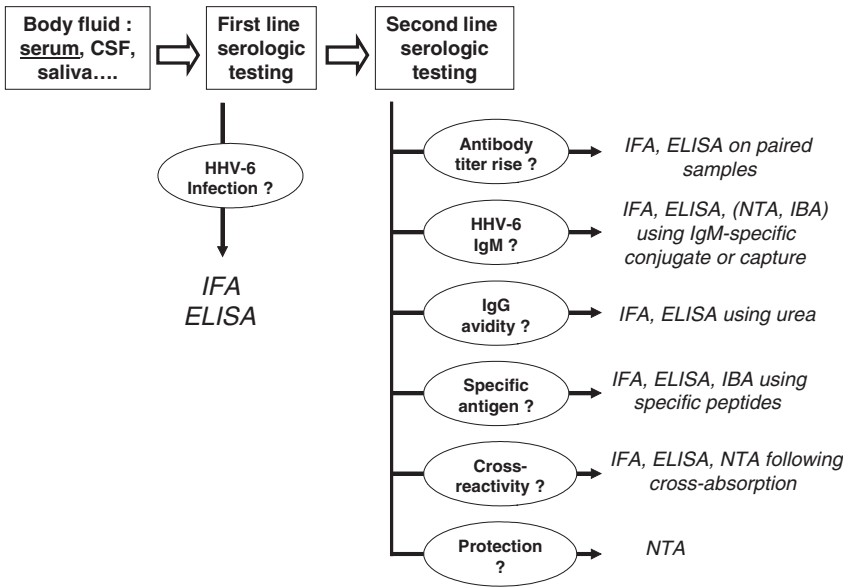 Body fluid :
serum, CSF,
saliva….
First line
serologic
testing
Second line
serologic
testing
HHV-6
Infection ?
IFA
ELISA
Antibody
titer rise ?
IFA, ELISA on paired
samples
HHV-6
IgM ?
IFA, ELISA, (NTA, IBA)
using IgM-specific
conjugate or capture
IgG
avidity ?
IFA, ELISA using urea
Specific
antigen ?
IFA, ELISA, IBA using
specific peptides
Cross-
reactivity ?
IFA, ELISA, NTA following
cross-absorption
Protection
?
NTA